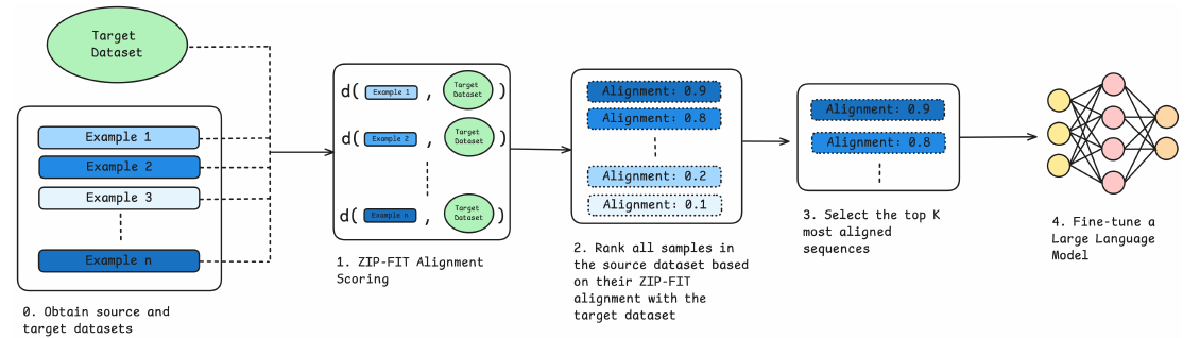 Target
Dataset
Example 1
Example 2
Example 3
Example n
0. Obtain source and
target datasets
d( Example 1 , Target Dataset )
d( Example 2 , Target Dataset )
d( Example n , Target Dataset )
1. ZIP-FIT Alignment
Scoring
Alignment: 0.9
Alignment: 0.8
Alignment: 0.2
Alignment: 0.1
2. Rank all samples in
the source dataset based
on their ZIP-FIT
alignment with the
target dataset
Alignment: 0.9
Alignment: 0.8
3. Select the top K
most aligned
sequences
4. Fine-tune a
Large Language
Model